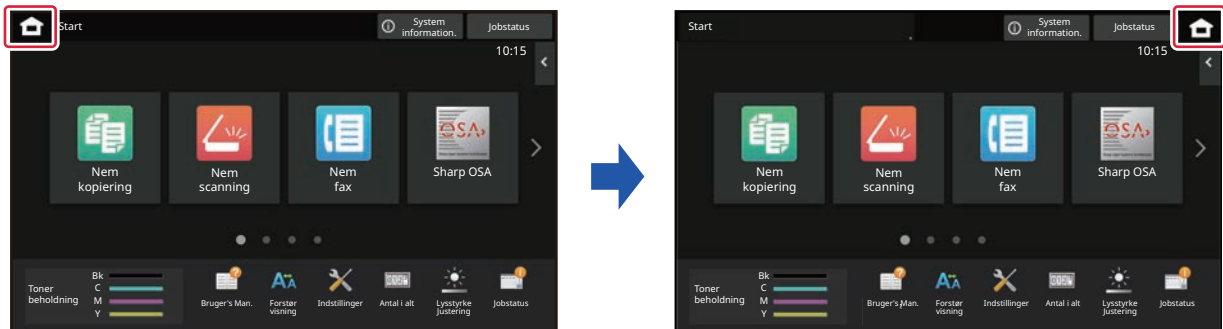 Start
System
information.
Jobstatus
10:15
Nem
kopiering
Nem
scanning
Nem
fax
OSA
Sharp OSA
Toner
beholdning
Bk
C
M
Y
Bruger's Man.
Forstør
visning
Indstillinger
Antal i alt
Lysstyrke
Justering
Jobstatus
Start
System
information.
Jobstatus
10:15
Nem
kopiering
Nem
scanning
Nem
fax
OSA
Sharp OSA
Toner
beholdning
Bk
C
M
Y
Bruger's Man.
Forstør
visning
Indstillinger
Antal i alt
Lysstyrke
Justering
Jobstatus